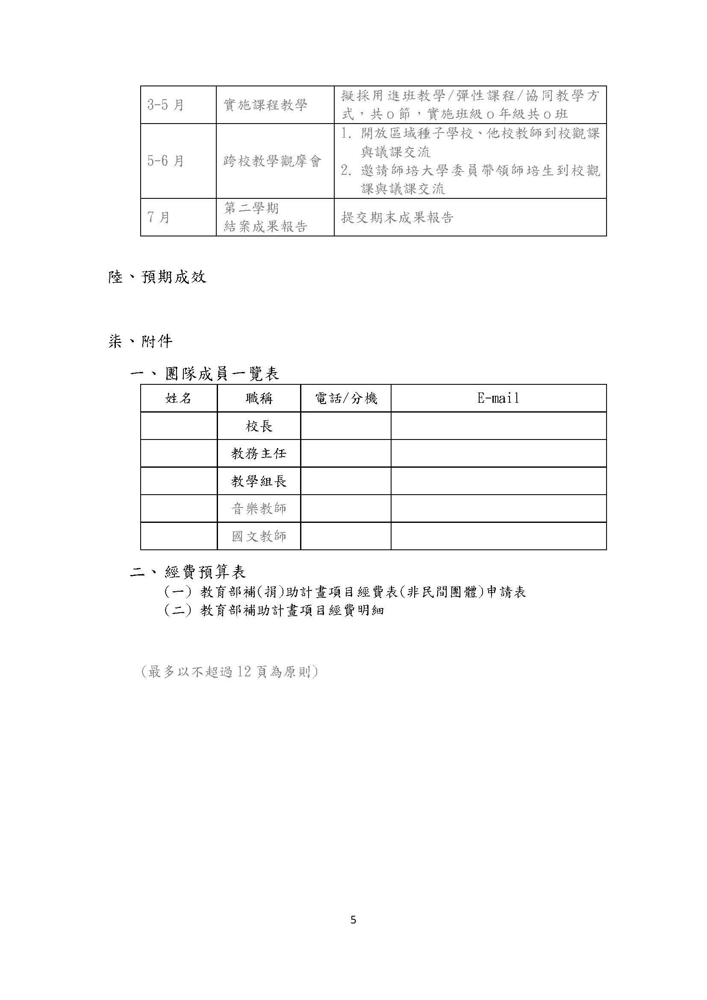 3-5 月
實施課程教學
擬採用進班教學/彈性課程/協同教學方
式，共o節，實施班級o年級共o班
5-6 月
跨校教學觀摩會
1. 開放區域種子學校、他校教師到校觀課
與議課交流
2. 邀請師培大學委員帶領師培生到校觀
課與議課交流
7 月
第二學期
結案成果報告
提交期末成果報告
陸、預期成效
柒、附件
一、團隊成員一覽表
姓名 職稱 電話/分機 E-mail
校長
教務主任
教學組長
音樂教師
國文教師
二、經費預算表
(一) 教育部補(捐)助計畫項目經費表(非民間團體)申請表
(二) 教育部補助計畫項目經費明細
(最多以不超過 12 頁為原則)
5